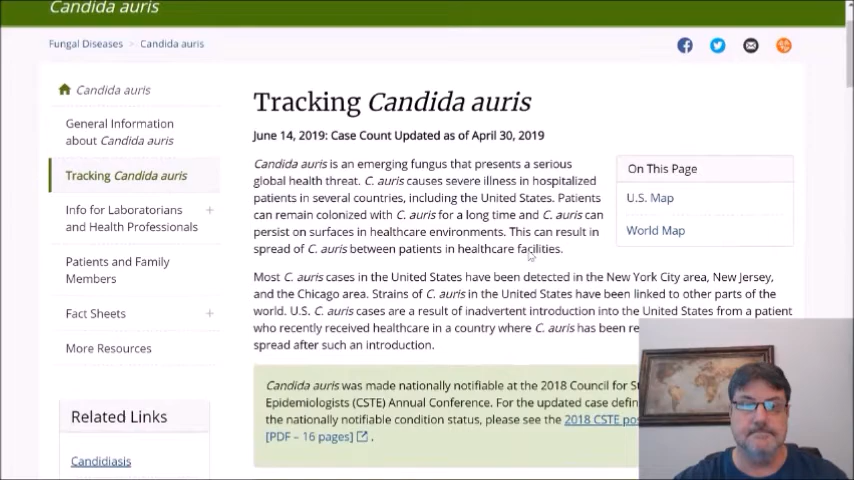 Candida auris
Fungal Diseases > Candida auris
Candida auris
General Information
about Candida auris
Tracking Candida auris
Info for Laboratorians
and Health Professionals
Patients and Family
Members
Fact Sheets
More Resources
Related Links
Candidiasis
Tracking Candida auris
June 14, 2019: Case Count Updated as of April 30, 2019
Candida auris is an emerging fungus that presents a serious
global health threat. C. auris causes severe illness in hospitalized
patients in several countries, including the United States. Patients
can remain colonized with C. auris for a long time and C. auris can
persist on surfaces in healthcare environments. This can result in
spread of C. auris between patients in healthcare facilities.
On This Page
U.S. Map
World Map
Most C. auris cases in the United States have been detected in the New York City area, New Jersey,
and the Chicago area. Strains of C. auris in the United States have been linked to other parts of the
world. U.S. C. auris cases are a result of inadvertent introduction into the United States from a patient
who recently received healthcare in a country where C. auris has been
spread after such an introduction.
Candida auris was made nationally notifiable at the 2018 Council for
Epidemiologists (CSTE) Annual Conference. For the updated case
the nationally notifiable condition status, please see the 2018 CSTE
[PDF – 16 pages] .